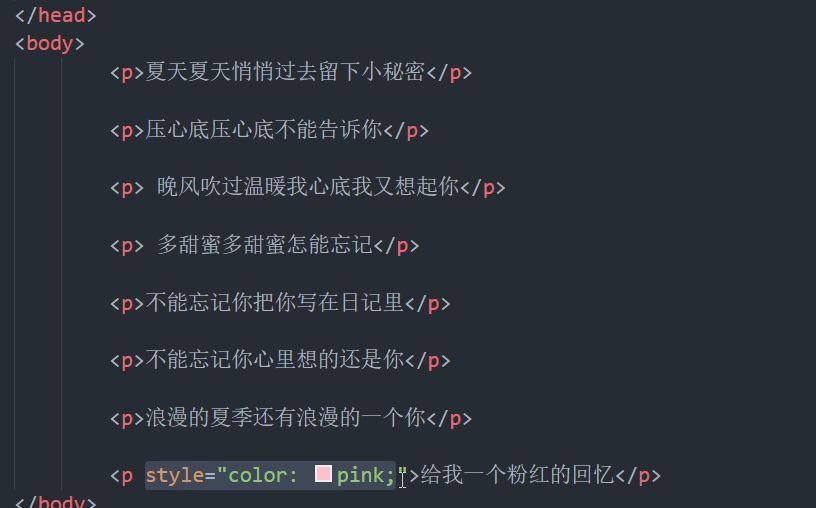 </head>
<body>
<p>夏天夏天悄悄过去留下小秘密</p>
<p>压心底压心底不能告诉你</p>
<p> 晚风吹过温暖我心底我又想起你</p>
<p> 多甜蜜多甜蜜怎能忘记</p>
<p>不能忘记你把你写在日记里</p>
<p>不能忘记你心里想的还是你</p>
<p>浪漫的夏季还有浪漫的一个你</p>
<p style="color: pink;">给我一个粉红的回忆</p>
</body>